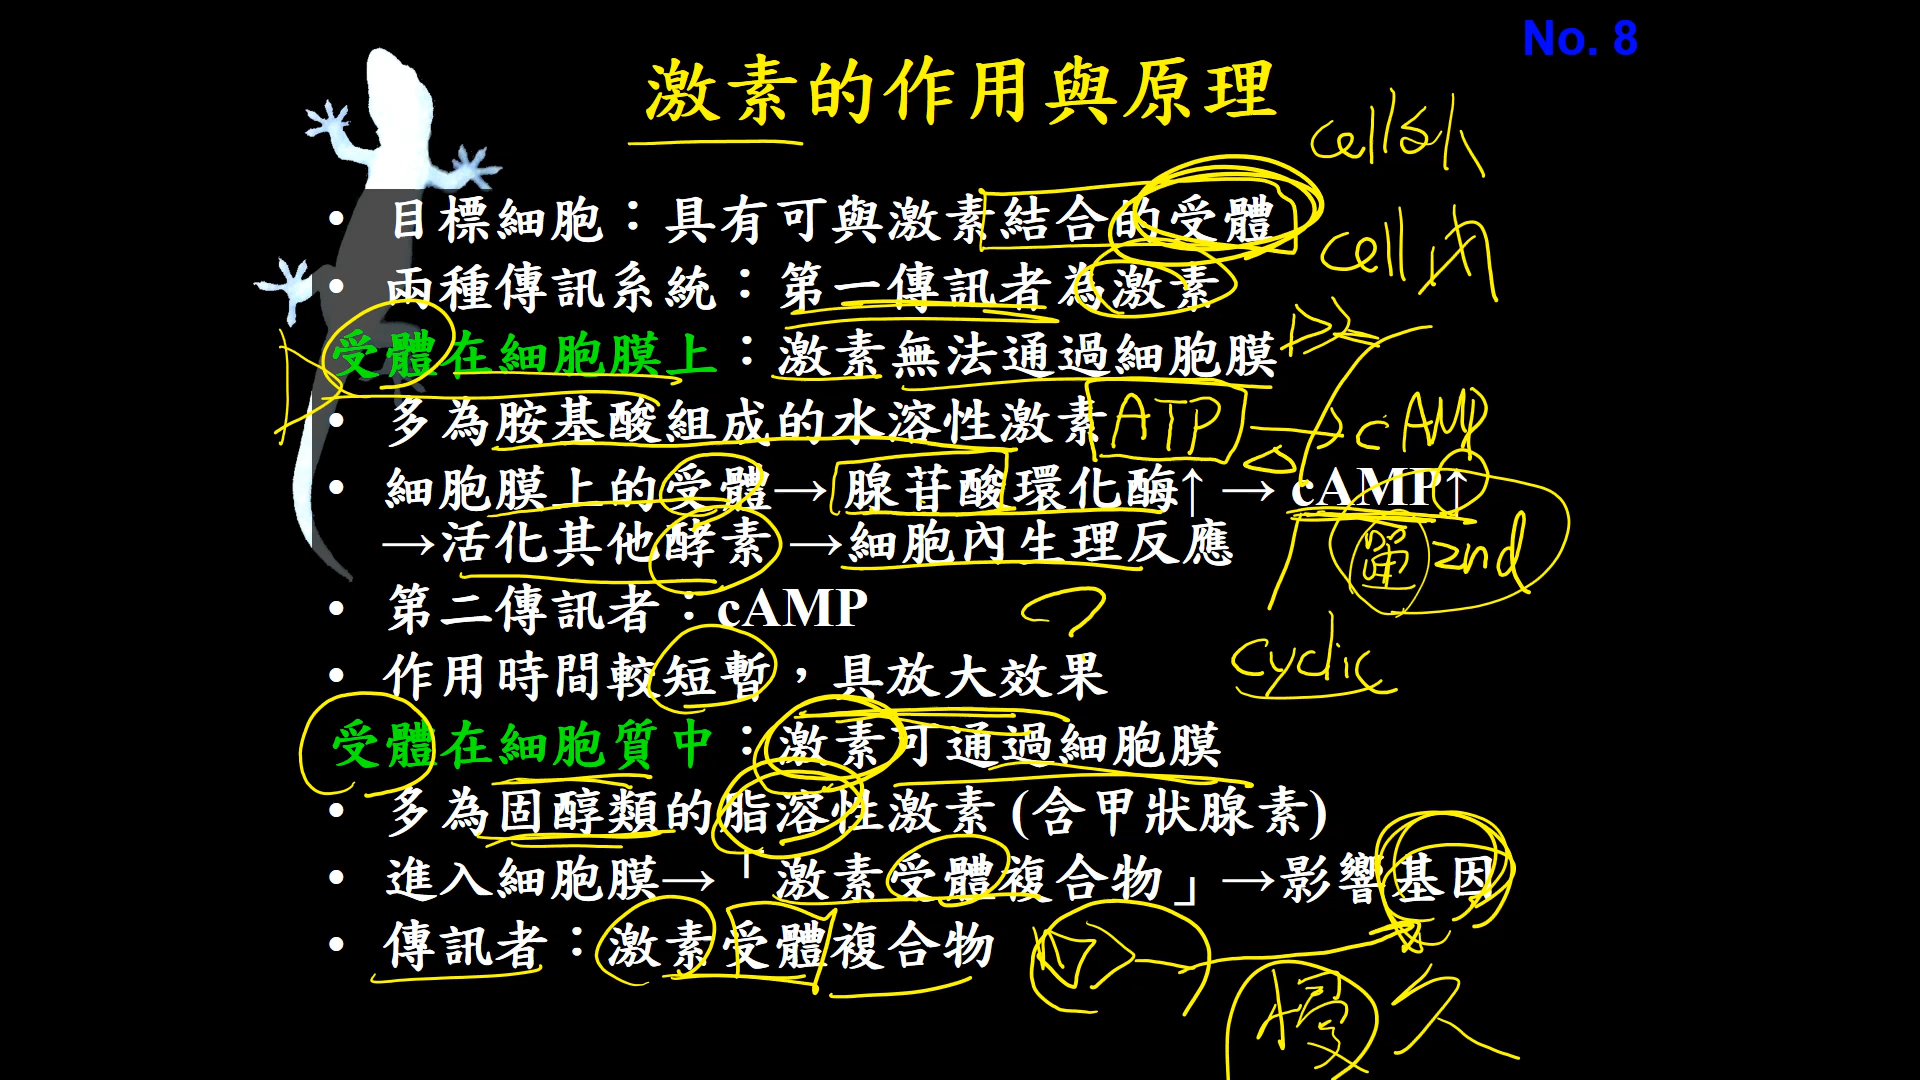 No. 8
激素的作用與原理
cell外
cell內
• 目標細胞：具有可與激素結合的受體
• 兩種傳訊系統：第一傳訊者為激素
受體在細胞膜上：激素無法通過細胞膜
• 多為胺基酸組成的水溶性激素
ATP → cAMP
• 細胞膜上的受體→腺苷酸環化酶↑→ cAMP↑
→活化其他酵素 →細胞內生理反應
單 2nd
• 第二傳訊者：cAMP
cyclic
• 作用時間較短暫，具放大效果
受體在細胞質中：激素可通過細胞膜
• 多為固醇類的脂溶性激素 (含甲狀腺素)
• 進入細胞膜→「激素受體複合物」→影響基因
• 傳訊者：激素受體複合物
慢 久